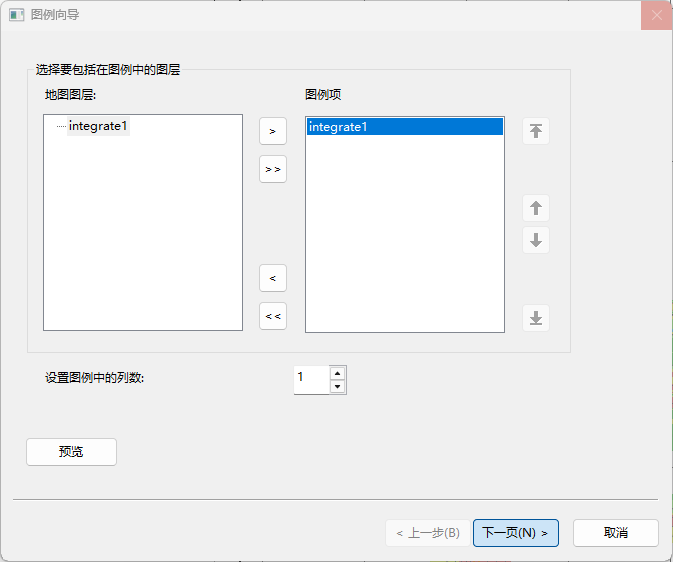 图例向导
选择要包括在图例中的图层
地图图层:
图例项
integrate1
integrate1
>
>>
<
<<
设置图例中的列数:
1
预览
< 上一步(B)
下一页(N) >
取消